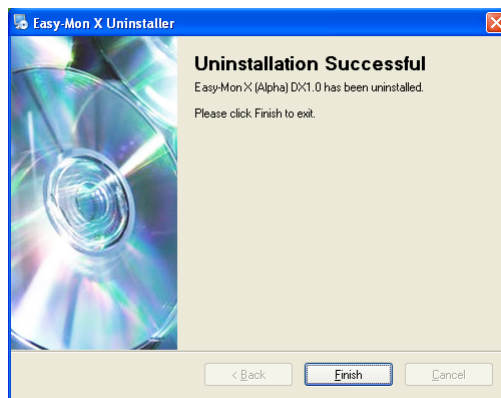 Easy-Mon X Uninstaller
Uninstallation Successful
Easy-Mon X (Alpha) DX1.0 has been uninstalled.
Please click Finish to exit.
< Back
Finish
Cancel